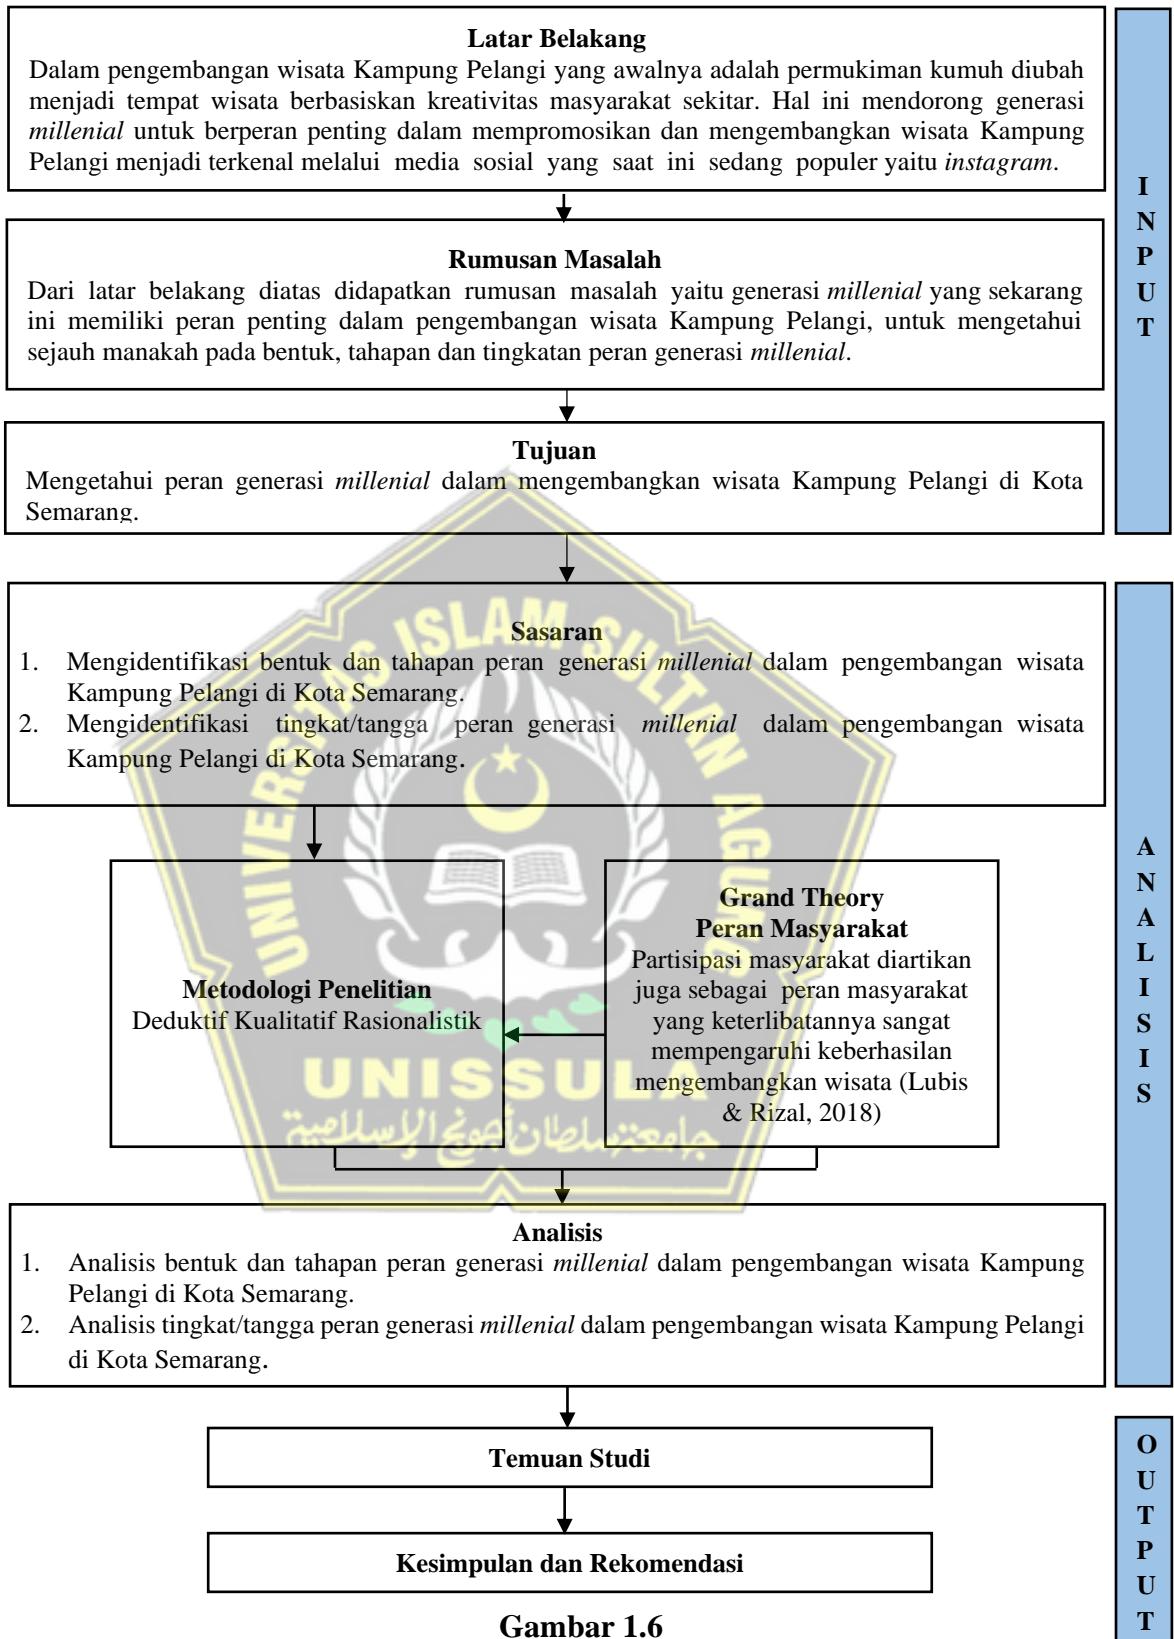 Latar Belakang
Dalam pengembangan wisata Kampung Pelangi yang awalnya adalah permukiman kumuh diubah
menjadi tempat wisata berbasiskan kreativitas masyarakat sekitar. Hal ini mendorong generasi
millenial untuk berperan penting dalam mempromosikan dan mengembangkan wisata Kampung
Pelangi menjadi terkenal melalui media sosial yang saat ini sedang populer yaitu instagram.
Rumusan Masalah
Dari latar belakang diatas didapatkan rumusan masalah yaitu generasi millenial yang sekarang
ini memiliki peran penting dalam pengembangan wisata Kampung Pelangi, untuk mengetahui
sejauh manakah pada bentuk, tahapan dan tingkatan peran generasi millenial.
Tujuan
Mengetahui peran generasi millenial dalam mengembangkan wisata Kampung Pelangi di Kota
Semarang.
I
N
P
U
T
Sasaran
1. Mengidentifikasi bentuk dan tahapan peran generasi millenial dalam pengembangan wisata
Kampung Pelangi di Kota Semarang.
2. Mengidentifikasi tingkat/tangga peran generasi millenial dalam pengembangan wisata
Kampung Pelangi di Kota Semarang.
Metodologi Penelitian
Deduktif Kualitatif Rasionalistik
Grand Theory
Peran Masyarakat
Partisipasi masyarakat diartikan
juga sebagai peran masyarakat
yang keterlibatannya sangat
mempengaruhi keberhasilan
mengembangkan wisata (Lubis
& Rizal, 2018)
UNIVERSITAS ISLAM SULTAN AGUNG
UNISSULA
جامعة سلطان أجونج الإسلامية
Analisis
1. Analisis bentuk dan tahapan peran generasi millenial dalam pengembangan wisata Kampung
Pelangi di Kota Semarang.
2. Analisis tingkat/tangga peran generasi millenial dalam pengembangan wisata Kampung Pelangi
di Kota Semarang.
A
N
A
L
I
S
I
S
Temuan Studi
Kesimpulan dan Rekomendasi
O
U
T
P
U
T
Gambar 1.6